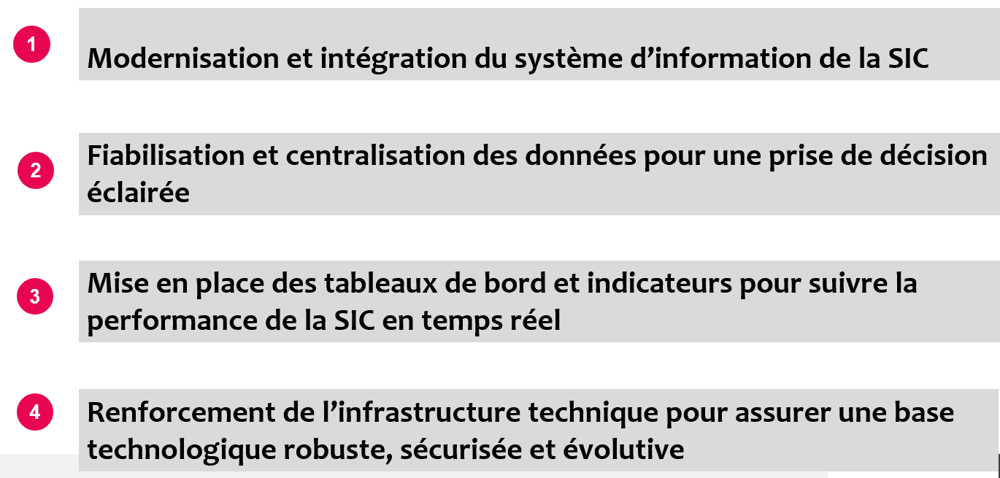 1
Modernisation et intégration du système d’information de la SIC
2
Fiabilisation et centralisation des données pour une prise de décision
éclairée
3
Mise en place des tableaux de bord et indicateurs pour suivre la
performance de la SIC en temps réel
4
Renforcement de l’infrastructure technique pour assurer une base
technologique robuste, sécurisée et évolutive